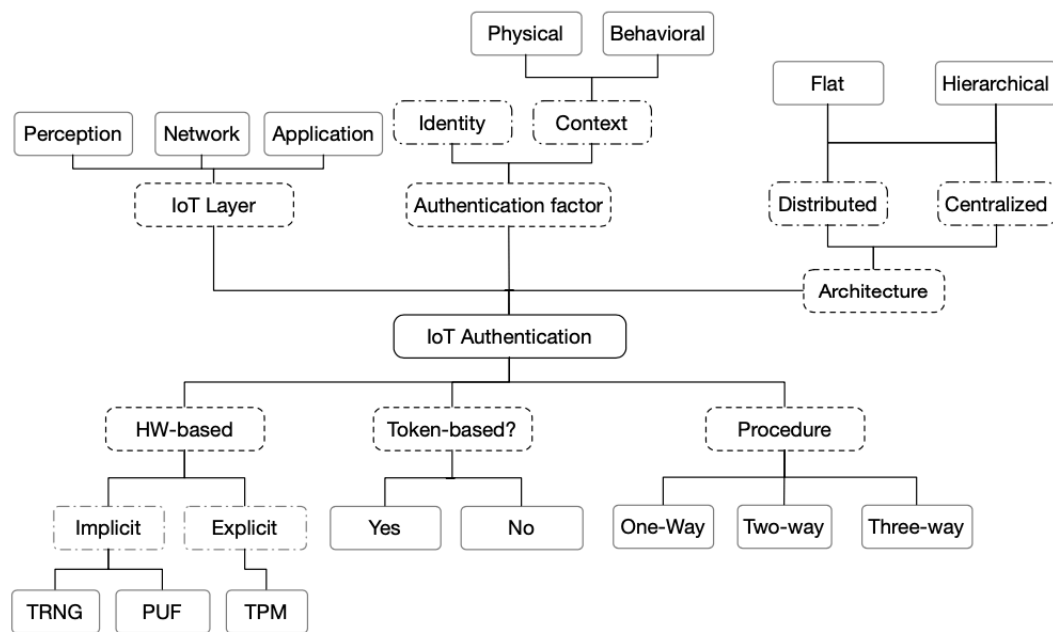 Physical
Behavioral
Flat
Hierarchical
Identity
Context
Perception
Network
Application
IoT Layer
Authentication factor
Distributed
Centralized
Architecture
IoT Authentication
HW-based
Token-based?
Procedure
Implicit
Explicit
Yes
No
One-Way
Two-way
Three-way
TRNG
PUF
TPM